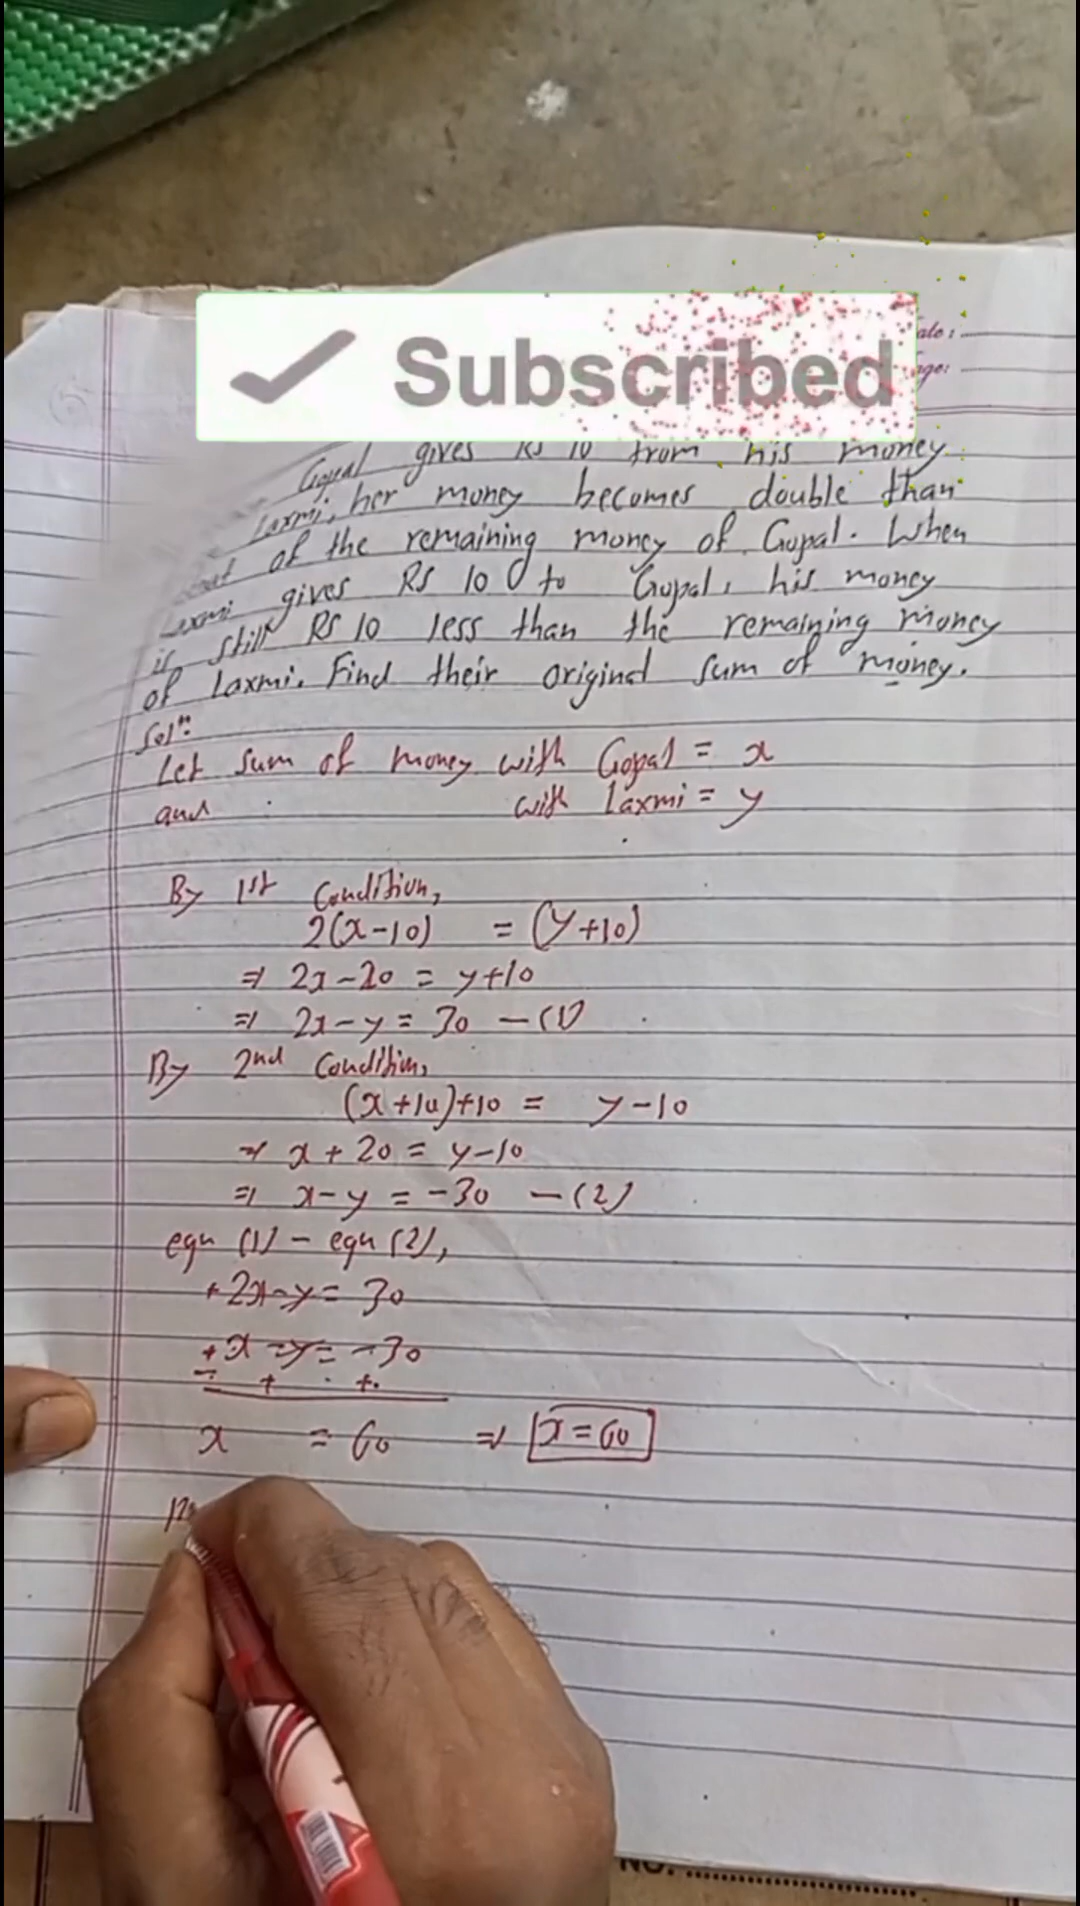 Subscribed
ate:
age:
Gopal gives Rs 10 from his money
Laxmi, her money becomes double than
of the remaining money of Gopal. When
gives Rs 10 to Gopal, his money
is still Rs 10 less than the remaining money
of Laxmi. Find their original sum of money.
Solⁿ:
Let sum of money with Gopal = x
and with Laxmi = y
By 1st Condition,
2(x-10) = (y+10)
⇒ 2x-20 = y+10
⇒ 2x-y = 30 -(1)
By 2nd Condition,
(x+10)+10 = y-10
⇒ x+20 = y-10
⇒ x-y = -30 -(2)
eqn (1) - eqn (2),
+2x-y = 30
+x-y = -30
- + +
x = 60 ⇒ x=60
NO.